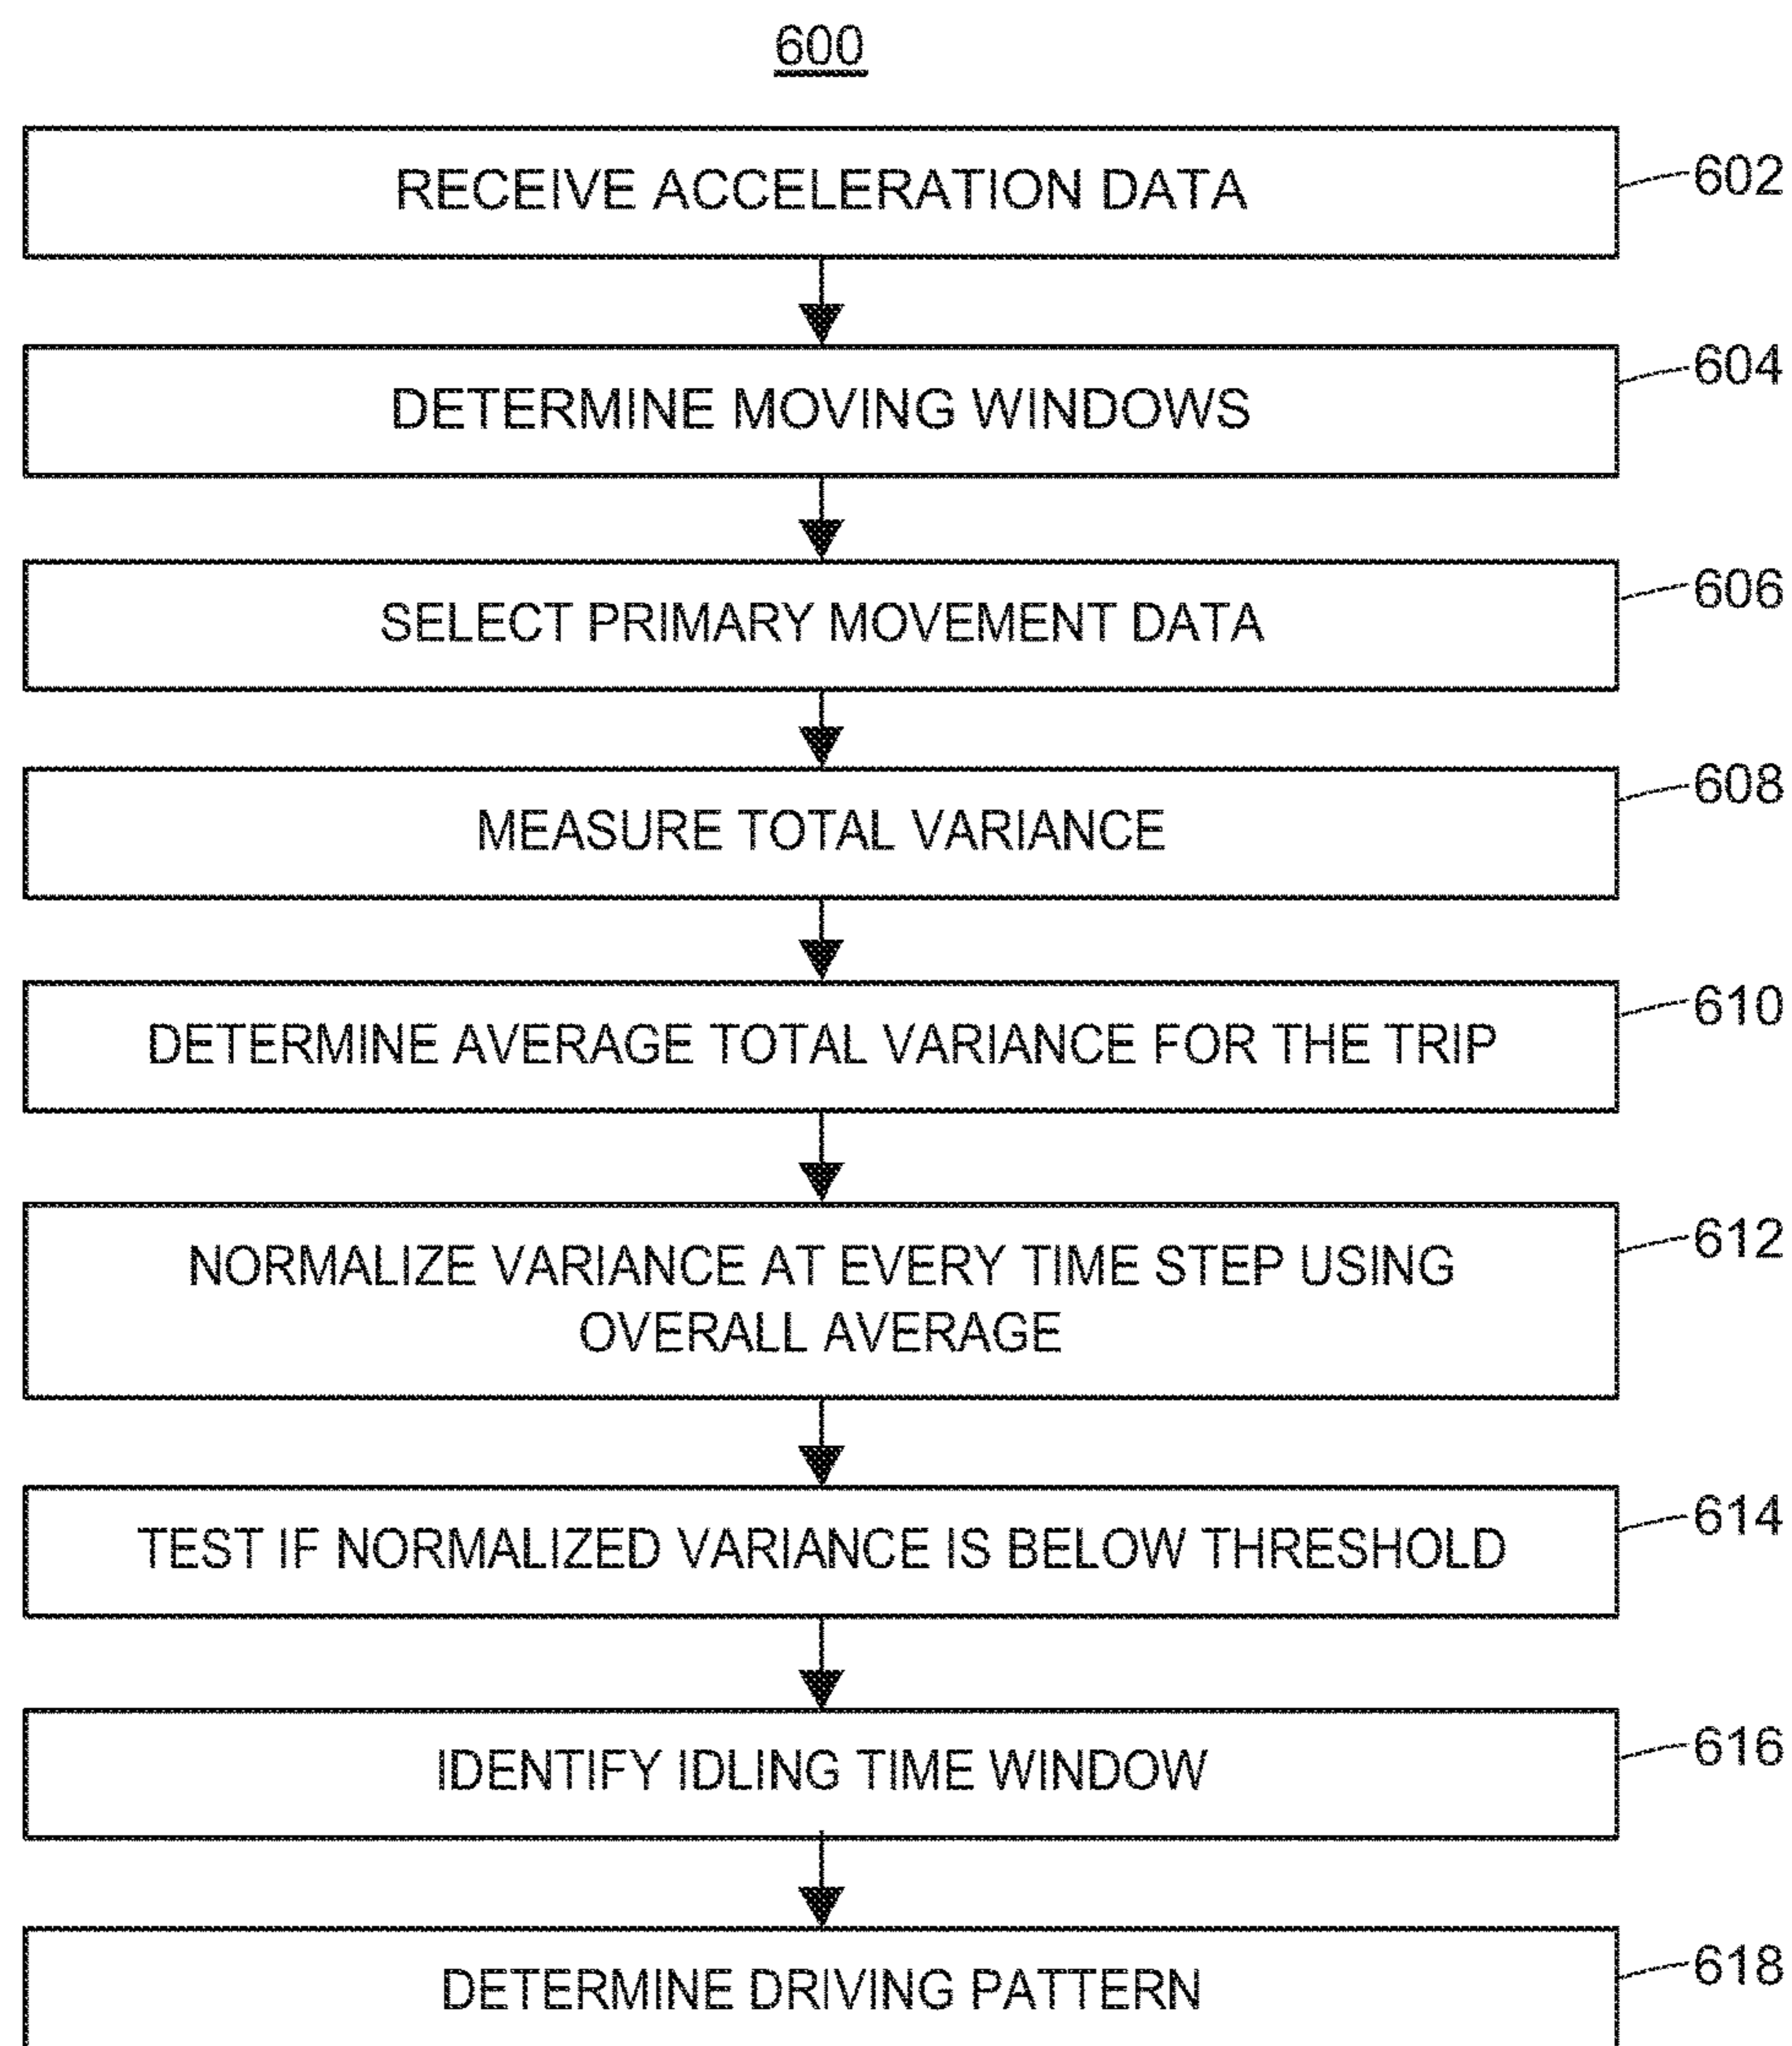 600
RECEIVE ACCELERATION DATA
602
DETERMINE MOVING WINDOWS
604
SELECT PRIMARY MOVEMENT DATA
606
MEASURE TOTAL VARIANCE
608
DETERMINE AVERAGE TOTAL VARIANCE FOR THE TRIP
610
NORMALIZE VARIANCE AT EVERY TIME STEP USING
OVERALL AVERAGE
612
TEST IF NORMALIZED VARIANCE IS BELOW THRESHOLD
614
IDENTIFY IDLING TIME WINDOW
616
DETERMINE DRIVING PATTERN
618